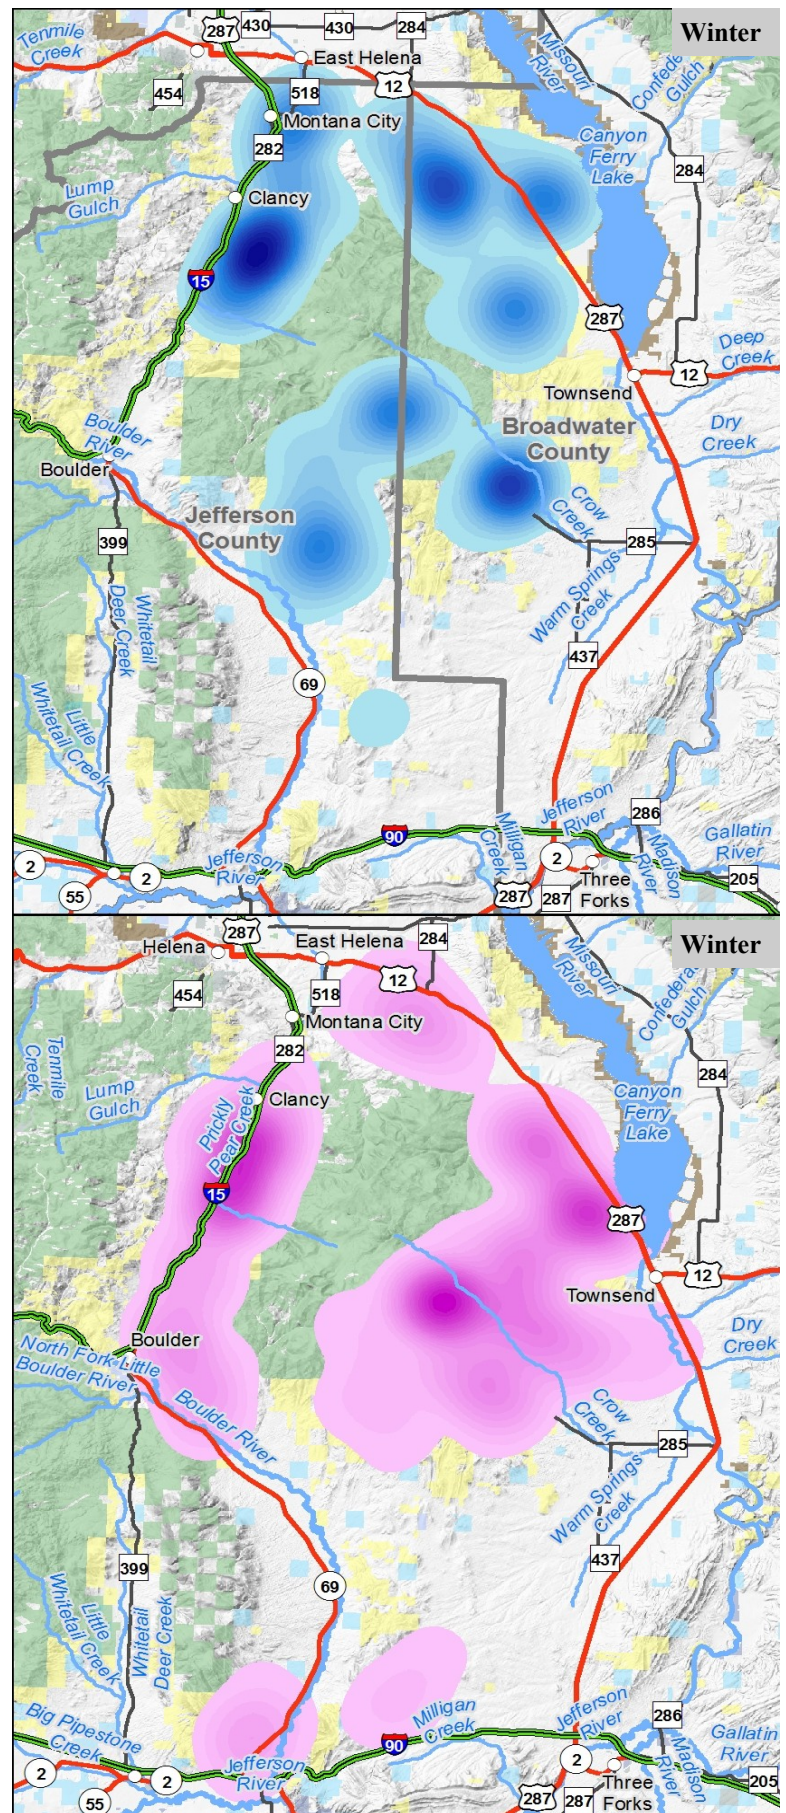 Winter
287
430
430
284
Tenmile
Creek
East Helena
Missouri
River
12
454
518
Confede
Gulch
Montana City
282
Canyon
Ferry
Lake
284
Lump
Gulch
Clancy
15
287
Deep
Creek
12
Townsend
Boulder
River
Broadwater
County
Dry
Creek
Boulder
Crow
Creek
Jefferson
County
399
285
Warm Springs
Creek
Whitetail
Deer Creek
437
69
Little
Whitetail Creek
Jefferson
River
286
90
Milligan
Creek
Gallatin
River
Madison
River
2
2
Jefferson
River
2
205
Three
Forks
55
287
287
Winter
287
284
Helena
East Helena
Missouri
River
12
454
518
Confedera
Gulch
Montana City
282
Tenmile
Creek
284
Lump
Gulch
Clancy
Canyon
Ferry
Lake
Prickly
Pear Creek
15
287
12
Townsend
Boulder
Dry
Creek
North Fork Little
Boulder River
Boulder River
Crow
Creek
285
Warm Springs
Creek
399
437
69
Little
Whitetail Creek
Whitetail
Deer Creek
Big Pipestone
Creek
Milligan
Creek
Jefferson
River
286
90
Gallatin
River
Madison
River
2
2
Jefferson
River
2
205
Three
Forks
55
287
287